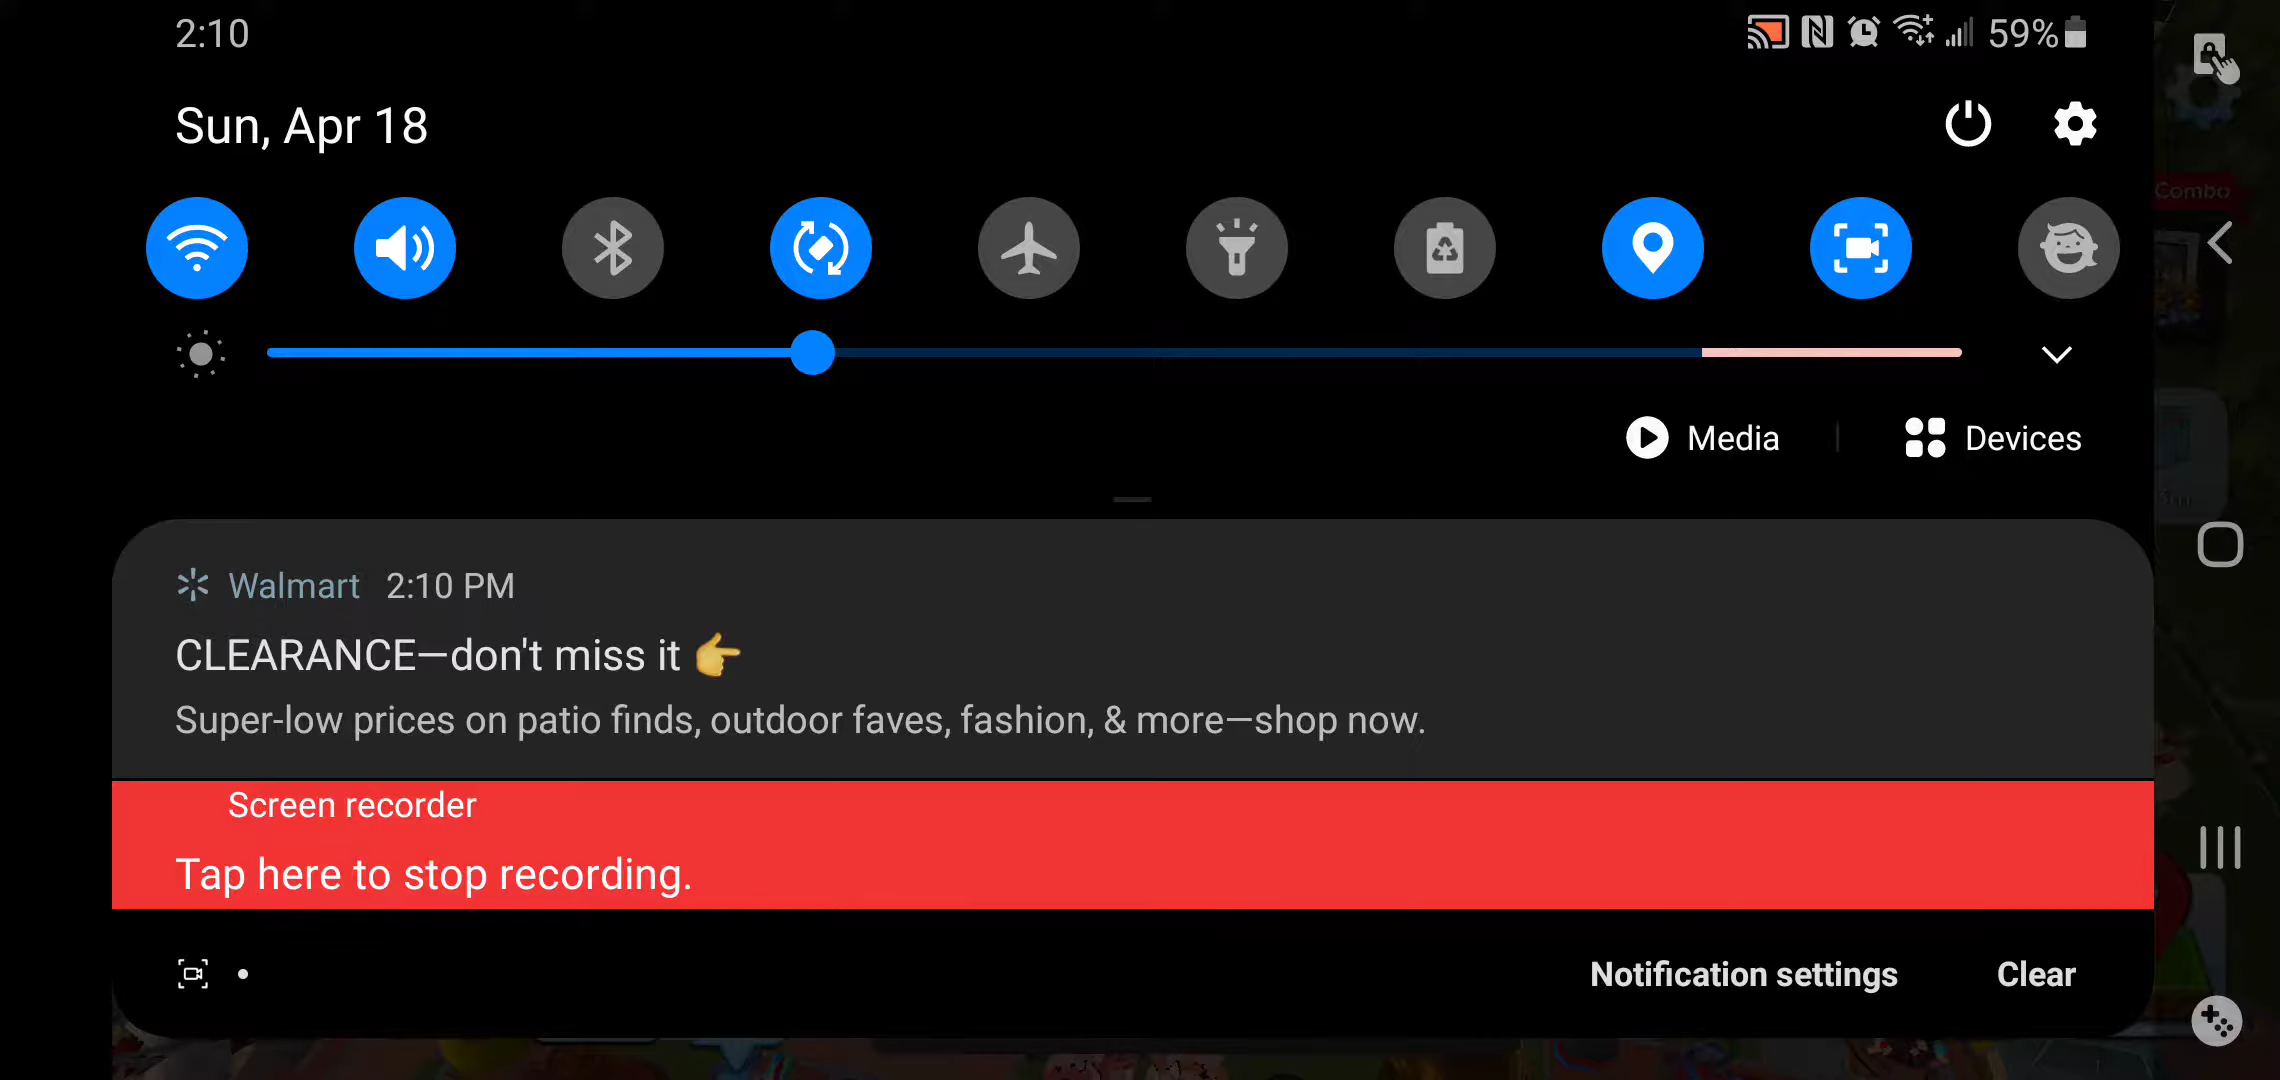 2:10
59%
Sun, Apr 18
Combo
Media
Devices
Walmart 2:10 PM
CLEARANCE—don't miss it 👉
Super-low prices on patio finds, outdoor faves, fashion, & more—shop now.
Screen recorder
Tap here to stop recording.
Notification settings
Clear